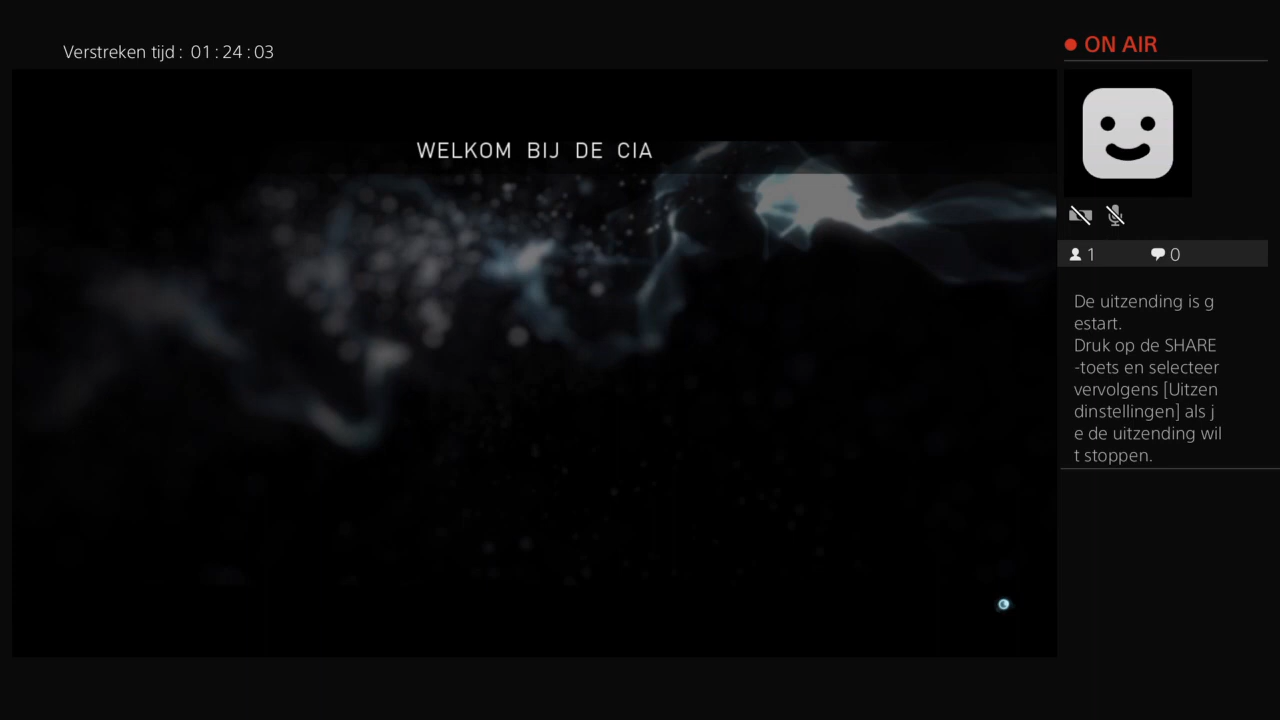 Verstreken tijd : 01 : 24 : 03
ON AIR
WELKOM BIJ DE CIA
1
0
De uitzending is g
estart.
Druk op de SHARE
-toets en selecteer
vervolgens [Uitzen
dinstellingen] als j
e de uitzending wil
t stoppen.